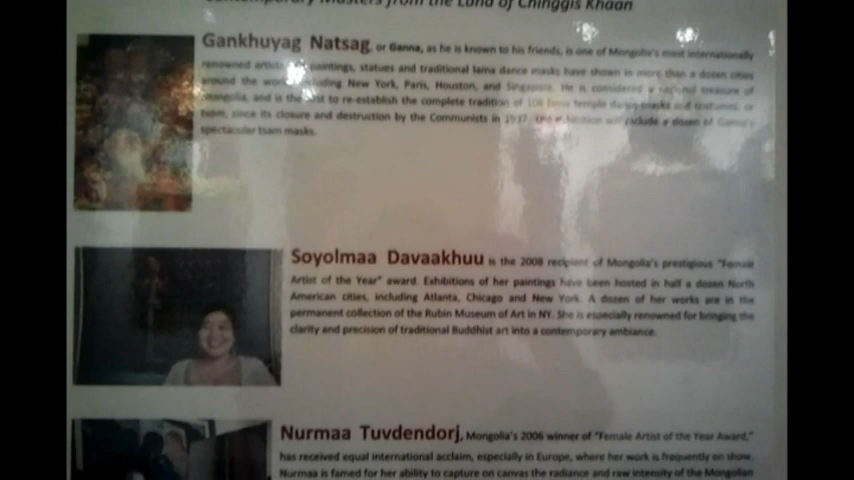 Contemporary Masters from the Land of Chinggis Khaan
Gankhuyag Natsag, or Ganna, as he is known to his friends, is one of Mongolia's most internationally
renowned artists. paintings, statues and traditional lama dance masks have shown in more than a dozen cities
around the world, including New York, Paris, Houston, and Singapore. He is considered a national treasure of
Mongolia, and is the first to re-establish the complete tradition of 108 temple dance masks and costumes, or
tsam, since its closure and destruction by the Communists in 1937. include a dozen of Ganna's
spectacular tsam masks.
Soyolmaa Davaakhuu is the 2008 recipient of Mongolia's prestigious "Female
Artist of the Year" award. Exhibitions of her paintings have been hosted in half a dozen North
American cities, including Atlanta, Chicago and New York. A dozen of her works are in the
permanent collection of the Rubin Museum of Art in NY. She is especially renowned for bringing the
clarity and precision of traditional Buddhist art into a contemporary ambiance.
Nurmaa Tuvdendorj, Mongolia's 2006 winner of "Female Artist of the Year Award,"
has received equal international acclaim, especially in Europe, where her work is frequently on show.
Nurmaa is famed for her ability to capture on canvas the radiance and raw intensity of the Mongolian